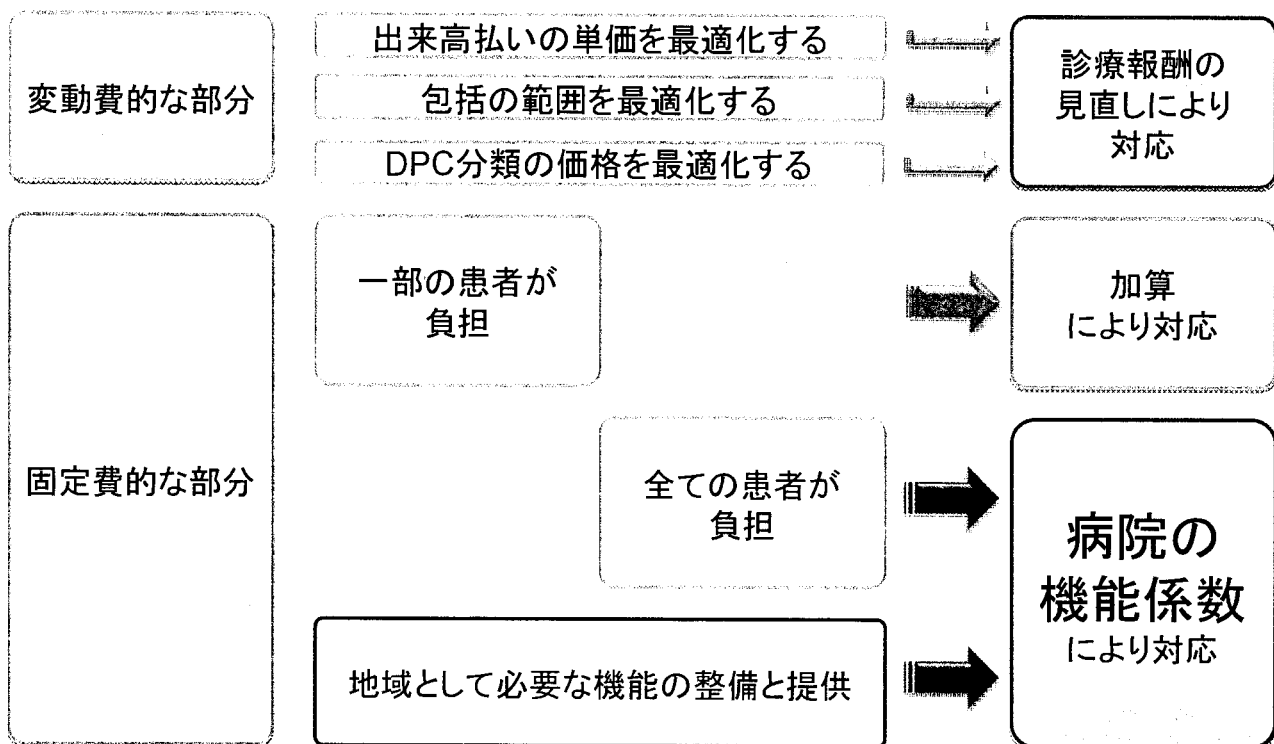 変動費的な部分
出来高払いの単価を最適化する
包括の範囲を最適化する
DPC分類の価格を最適化する
診療報酬の
見直しにより
対応
固定費的な部分
一部の患者が
負担
加算
により対応
全ての患者が
負担
地域として必要な機能の整備と提供
病院の
機能係数
により対応